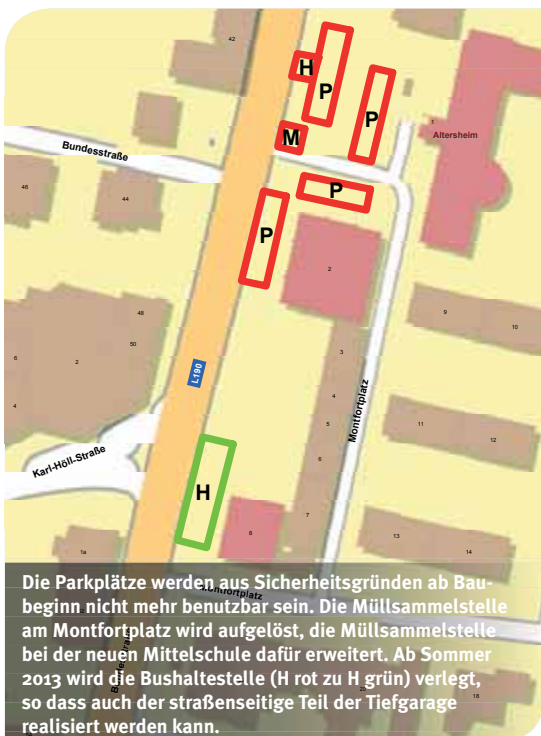 42
H
P
P
M
1
Altersheim
Bundesstraße
P
46
44
P
2
9
10
48
50
3
6
2
L190
4
4
Montfortplatz
5
11
12
Karl-Höll-Straße
6
H
7
8
13
14
1a
Die Parkplätze werden aus Sicherheitsgründen ab Bau-
beginn nicht mehr benutzbar sein. Die Müllsammelstelle
Montfortplatz
am Montfortplatz wird aufgelöst, die Müllsammelstelle
bei der neuen Mittelschule dafür erweitert. Ab Sommer
2013 wird die Bushaltestelle (H rot zu H grün) verlegt,
so dass auch der straßenseitige Teil der Tiefgarage
realisiert werden kann.
Bundesstraße
18